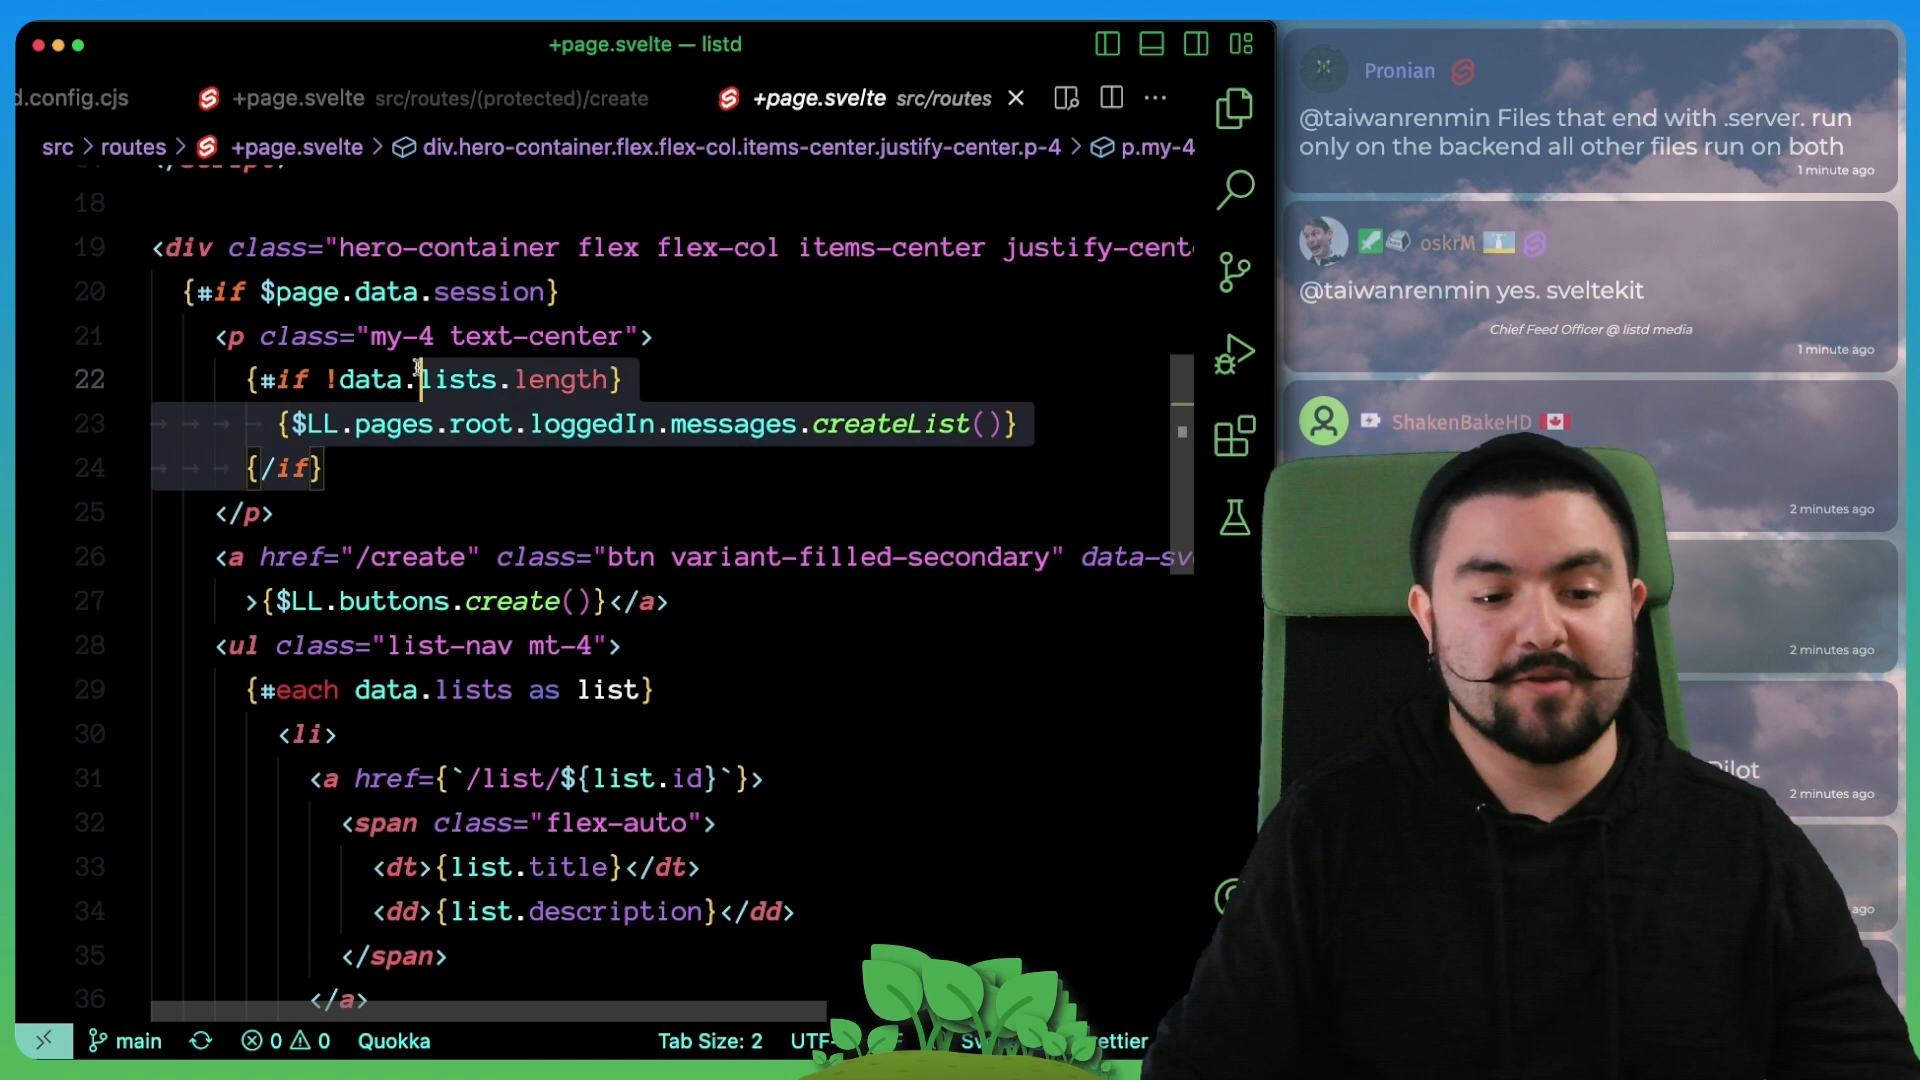 +page.svelte — listd
d.config.cjs
+page.svelte src/routes/(protected)/create
+page.svelte src/routes
src > routes > +page.svelte > div.hero-container.flex.flex-col.items-center.justify-center.p-4 > p.my-4
18
19 <div class="hero-container flex flex-col items-center justify-cent
20 {#if $page.data.session}
21 <p class="my-4 text-center">
22 {#if !data.lists.length}
23 {$LL.pages.root.loggedIn.messages.createList()}
24 {/if}
25 </p>
26 <a href="/create" class="btn variant-filled-secondary" data-sv
27 >{$LL.buttons.create()}</a>
28 <ul class="list-nav mt-4">
29 {#each data.lists as list}
30 <li>
31 <a href={`/list/${list.id}`}>
32 <span class="flex-auto">
33 <dt>{list.title}</dt>
34 <dd>{list.description}</dd>
35 </span>
36 </a>
main
0
0
Quokka
Tab Size: 2
UTF-
ettier
Pronian
@taiwanrenmin Files that end with .server. run
only on the backend all other files run on both
1 minute ago
oskrM
@taiwanrenmin yes. sveltekit
Chief Feed Officer @ listd media
1 minute ago
ShakenBakeHD
2 minutes ago
2 minutes ago
Pilot
2 minutes ago
ago